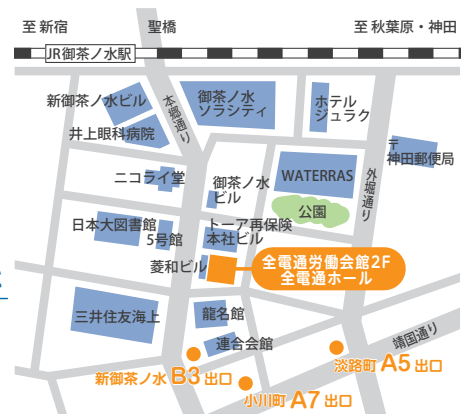 至 新宿
聖橋
至 秋葉原・神田
JR御茶ノ水駅
新御茶ノ水ビル
本郷通り
御茶ノ水
ソラシティ
ホテル
ジュラク
井上眼科病院
〒
神田郵便局
ニコライ堂
御茶ノ水
ビル
WATERRAS
外堀通り
公園
日本大図書館
5号館
トーア再保険
本社ビル
菱和ビル
全電通労働会館2F
全電通ホール
三井住友海上
龍名館
連合会館
靖国通り
新御茶ノ水 B3 出口
淡路町 A5 出口
小川町 A7 出口